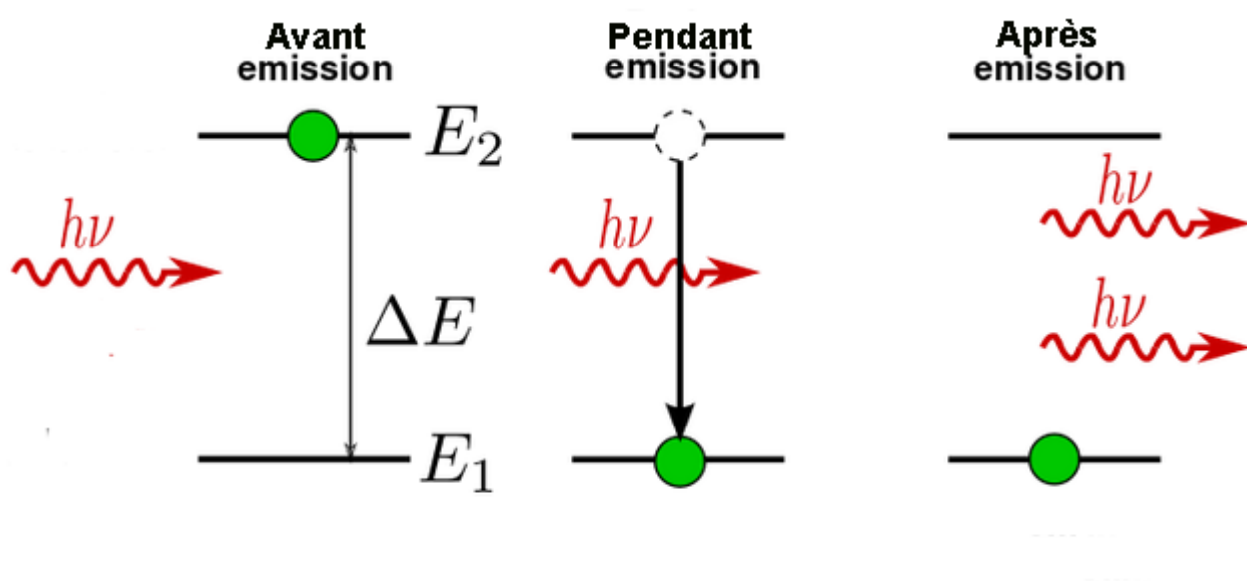 Avant
emission
Pendant
emission
Après
emission
E₂
hν
hν
hν
ΔE
hν
E₁